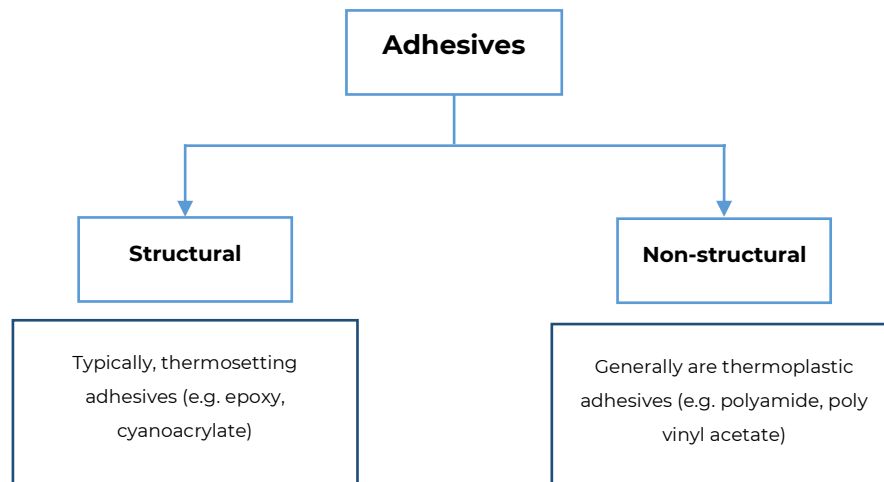 Adhesives
Structural
Non-structural
Typically, thermosetting
adhesives (e.g. epoxy,
cyanoacrylate)
Generally are thermoplastic
adhesives (e.g. polyamide, poly
vinyl acetate)